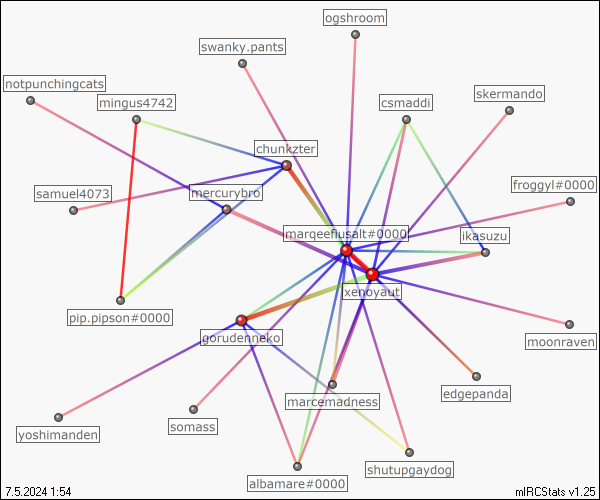 ogshroom
swanky.pants
notpunchingcats
mingus4742
csmaddi
skermando
chunkzter
samuel4073
mercurybro
froggyl#0000
marqeeflusalt#0000
ikasuzu
xenoyaut
pip.pipson#0000
gorudenneko
moonraven
edgepanda
marcemadness
somass
yoshimanden
shutupgaydog
albamare#0000
7.5.2024 1:54
mIRCStats v1.25